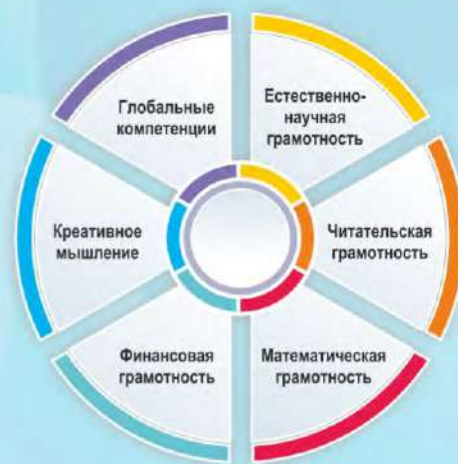 Глобальные
компетенции
Естественно-
научная
грамотность
Креативное
мышление
Читательская
грамотность
Финансовая
грамотность
Математическая
грамотность